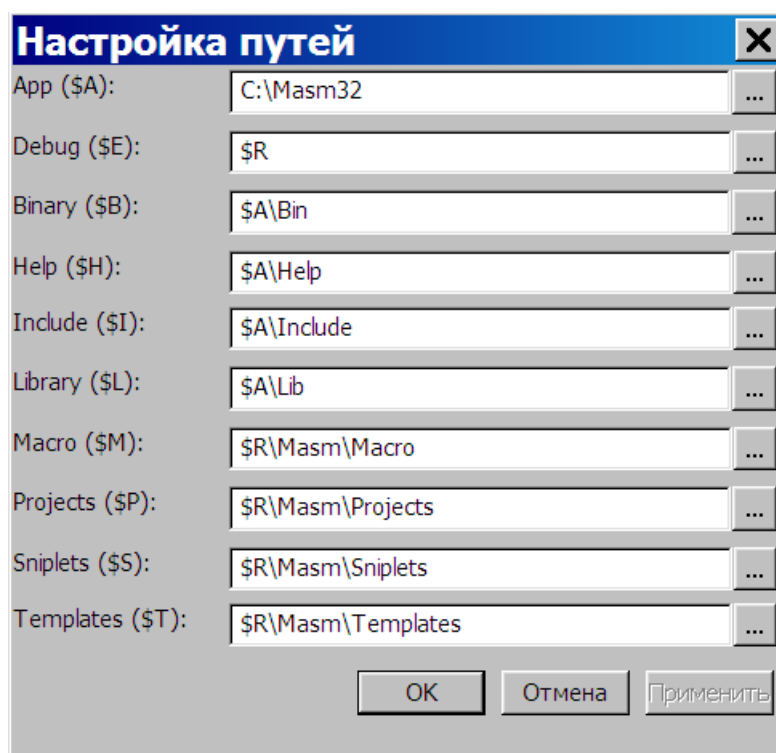 Настройка путей
App ($A): C:\Masm32 ...
Debug ($E): $R ...
Binary ($B): $A\Bin ...
Help ($H): $A\Help ...
Include ($I): $A\Include ...
Library ($L): $A\Lib ...
Macro ($M): $R\Masm\Macro ...
Projects ($P): $R\Masm\Projects ...
Sniplets ($S): $R\Masm\Sniplets ...
Templates ($T): $R\Masm\Templates ...
OK Отмена Применить